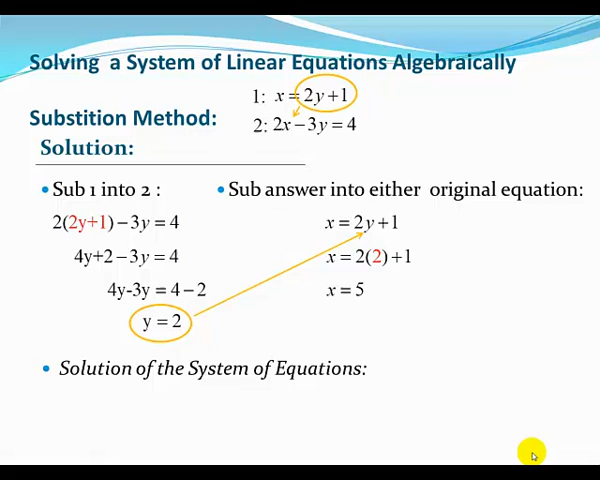 Solving a System of Linear Equations Algebraically
1: x = 2y + 1
Substition Method:
2: 2x − 3y = 4
Solution:
• Sub 1 into 2 :
2(2y+1) − 3y = 4
4y+2 − 3y = 4
4y-3y = 4 − 2
y = 2
• Sub answer into either original equation:
x = 2y + 1
x = 2(2) + 1
x = 5
• Solution of the System of Equations: